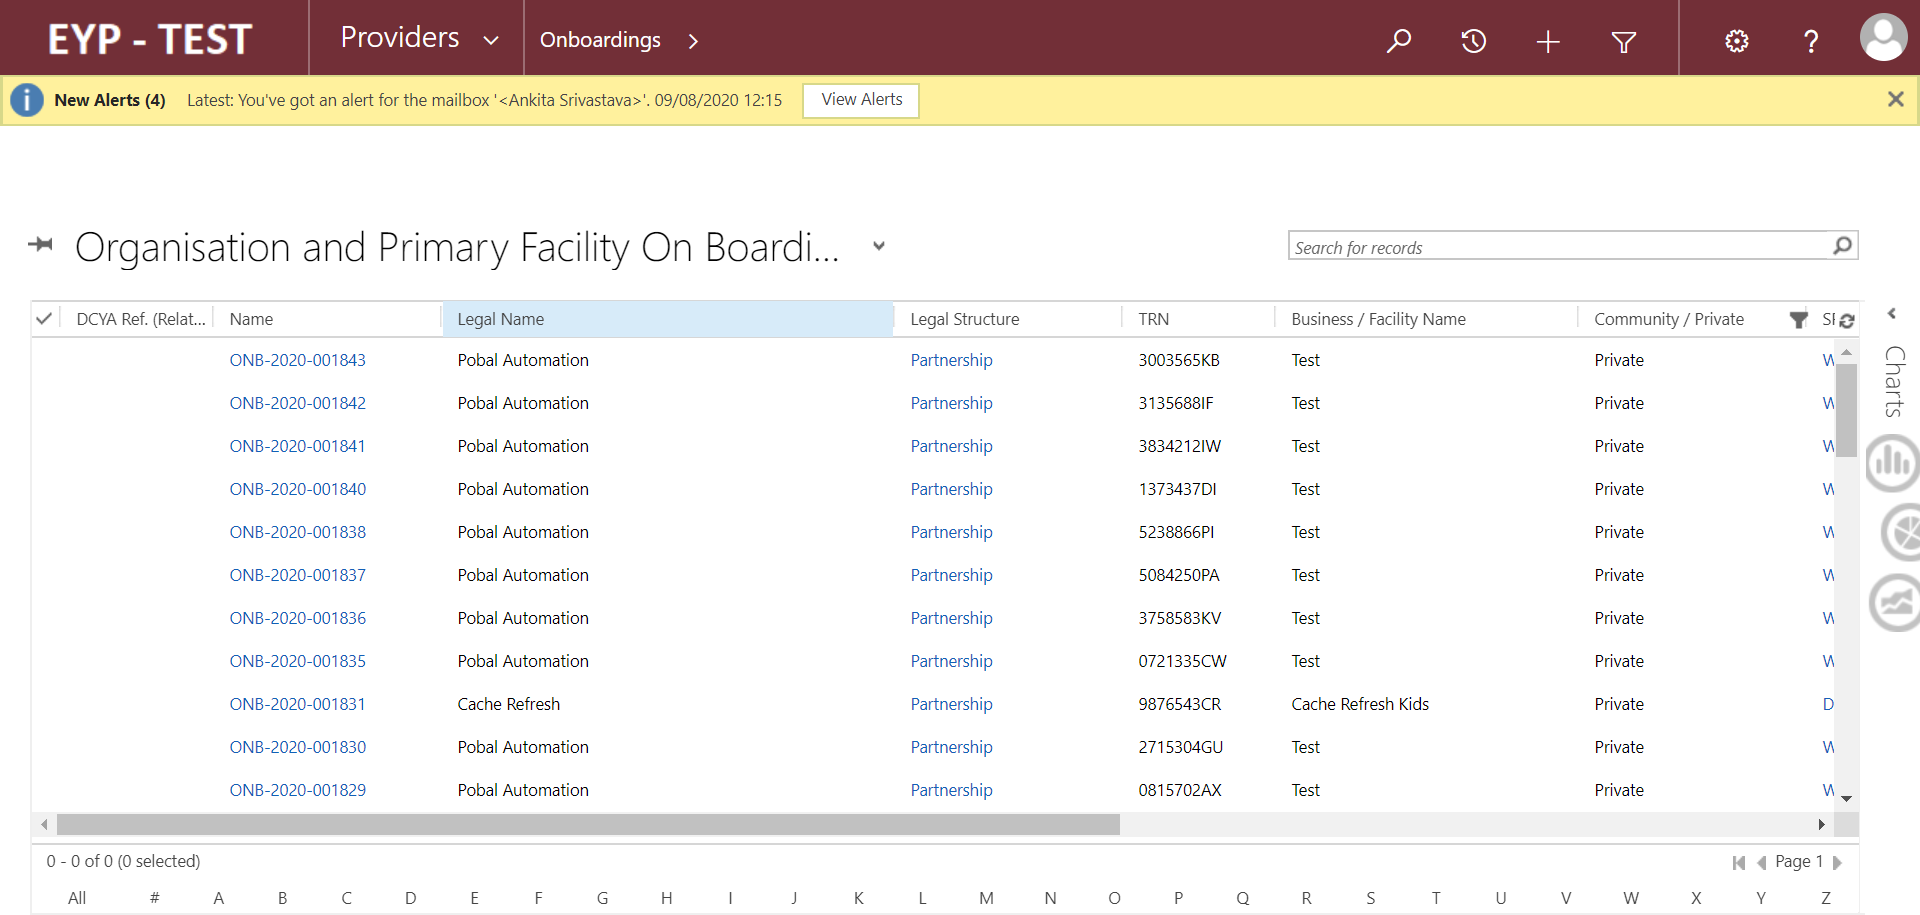 EYP - TEST Providers Onboardings
New Alerts (4) Latest: You've got an alert for the mailbox '<Ankita Srivastava>'. 09/08/2020 12:15 View Alerts
Organisation and Primary Facility On Boardi... Search for records
DCYA Ref. (Relat... Name Legal Name Legal Structure TRN Business / Facility Name Community / Private
ONB-2020-001843 Pobal Automation Partnership 3003565KB Test Private W
ONB-2020-001842 Pobal Automation Partnership 3135688IF Test Private W
ONB-2020-001841 Pobal Automation Partnership 3834212IW Test Private W
ONB-2020-001840 Pobal Automation Partnership 1373437DI Test Private W
ONB-2020-001838 Pobal Automation Partnership 5238866PI Test Private W
ONB-2020-001837 Pobal Automation Partnership 5084250PA Test Private W
ONB-2020-001836 Pobal Automation Partnership 3758583KV Test Private W
ONB-2020-001835 Pobal Automation Partnership 0721335CW Test Private W
ONB-2020-001831 Cache Refresh Partnership 9876543CR Cache Refresh Kids Private D
ONB-2020-001830 Pobal Automation Partnership 2715304GU Test Private W
ONB-2020-001829 Pobal Automation Partnership 0815702AX Test Private W
Charts
0 - 0 of 0 (0 selected) Page 1
All # A B C D E F G H I J K L M N O P Q R S T U V W X Y Z